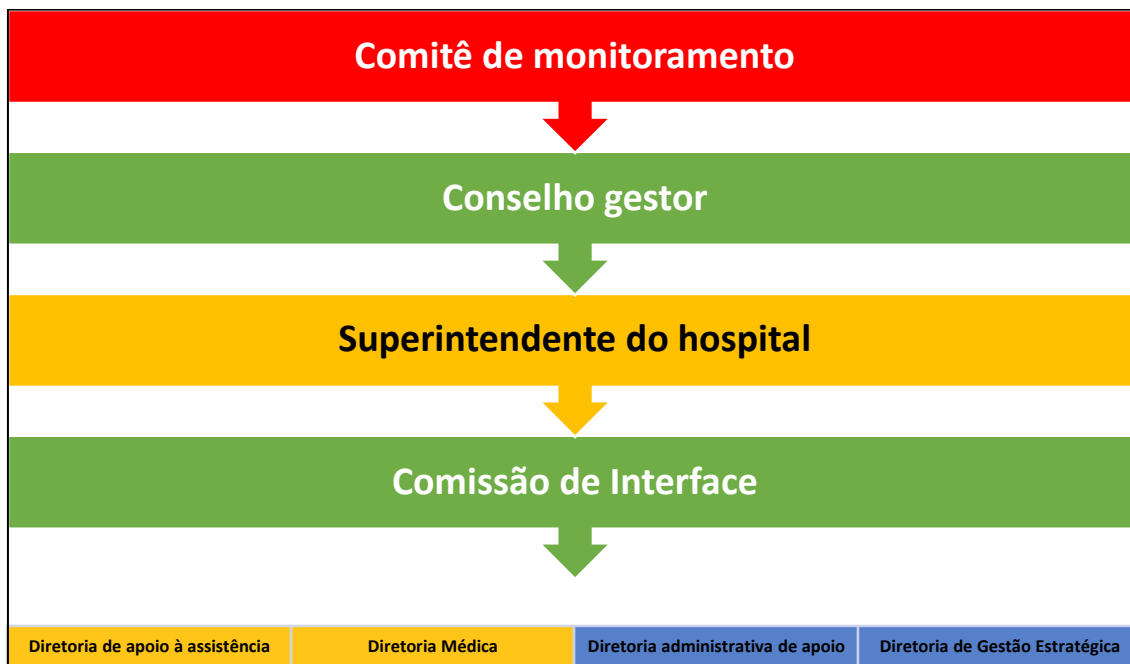 Comitê de monitoramento
Conselho gestor
Superintendente do hospital
Comissão de Interface
Diretoria de apoio à assistência
Diretoria Médica
Diretoria administrativa de apoio
Diretoria de Gestão Estratégica